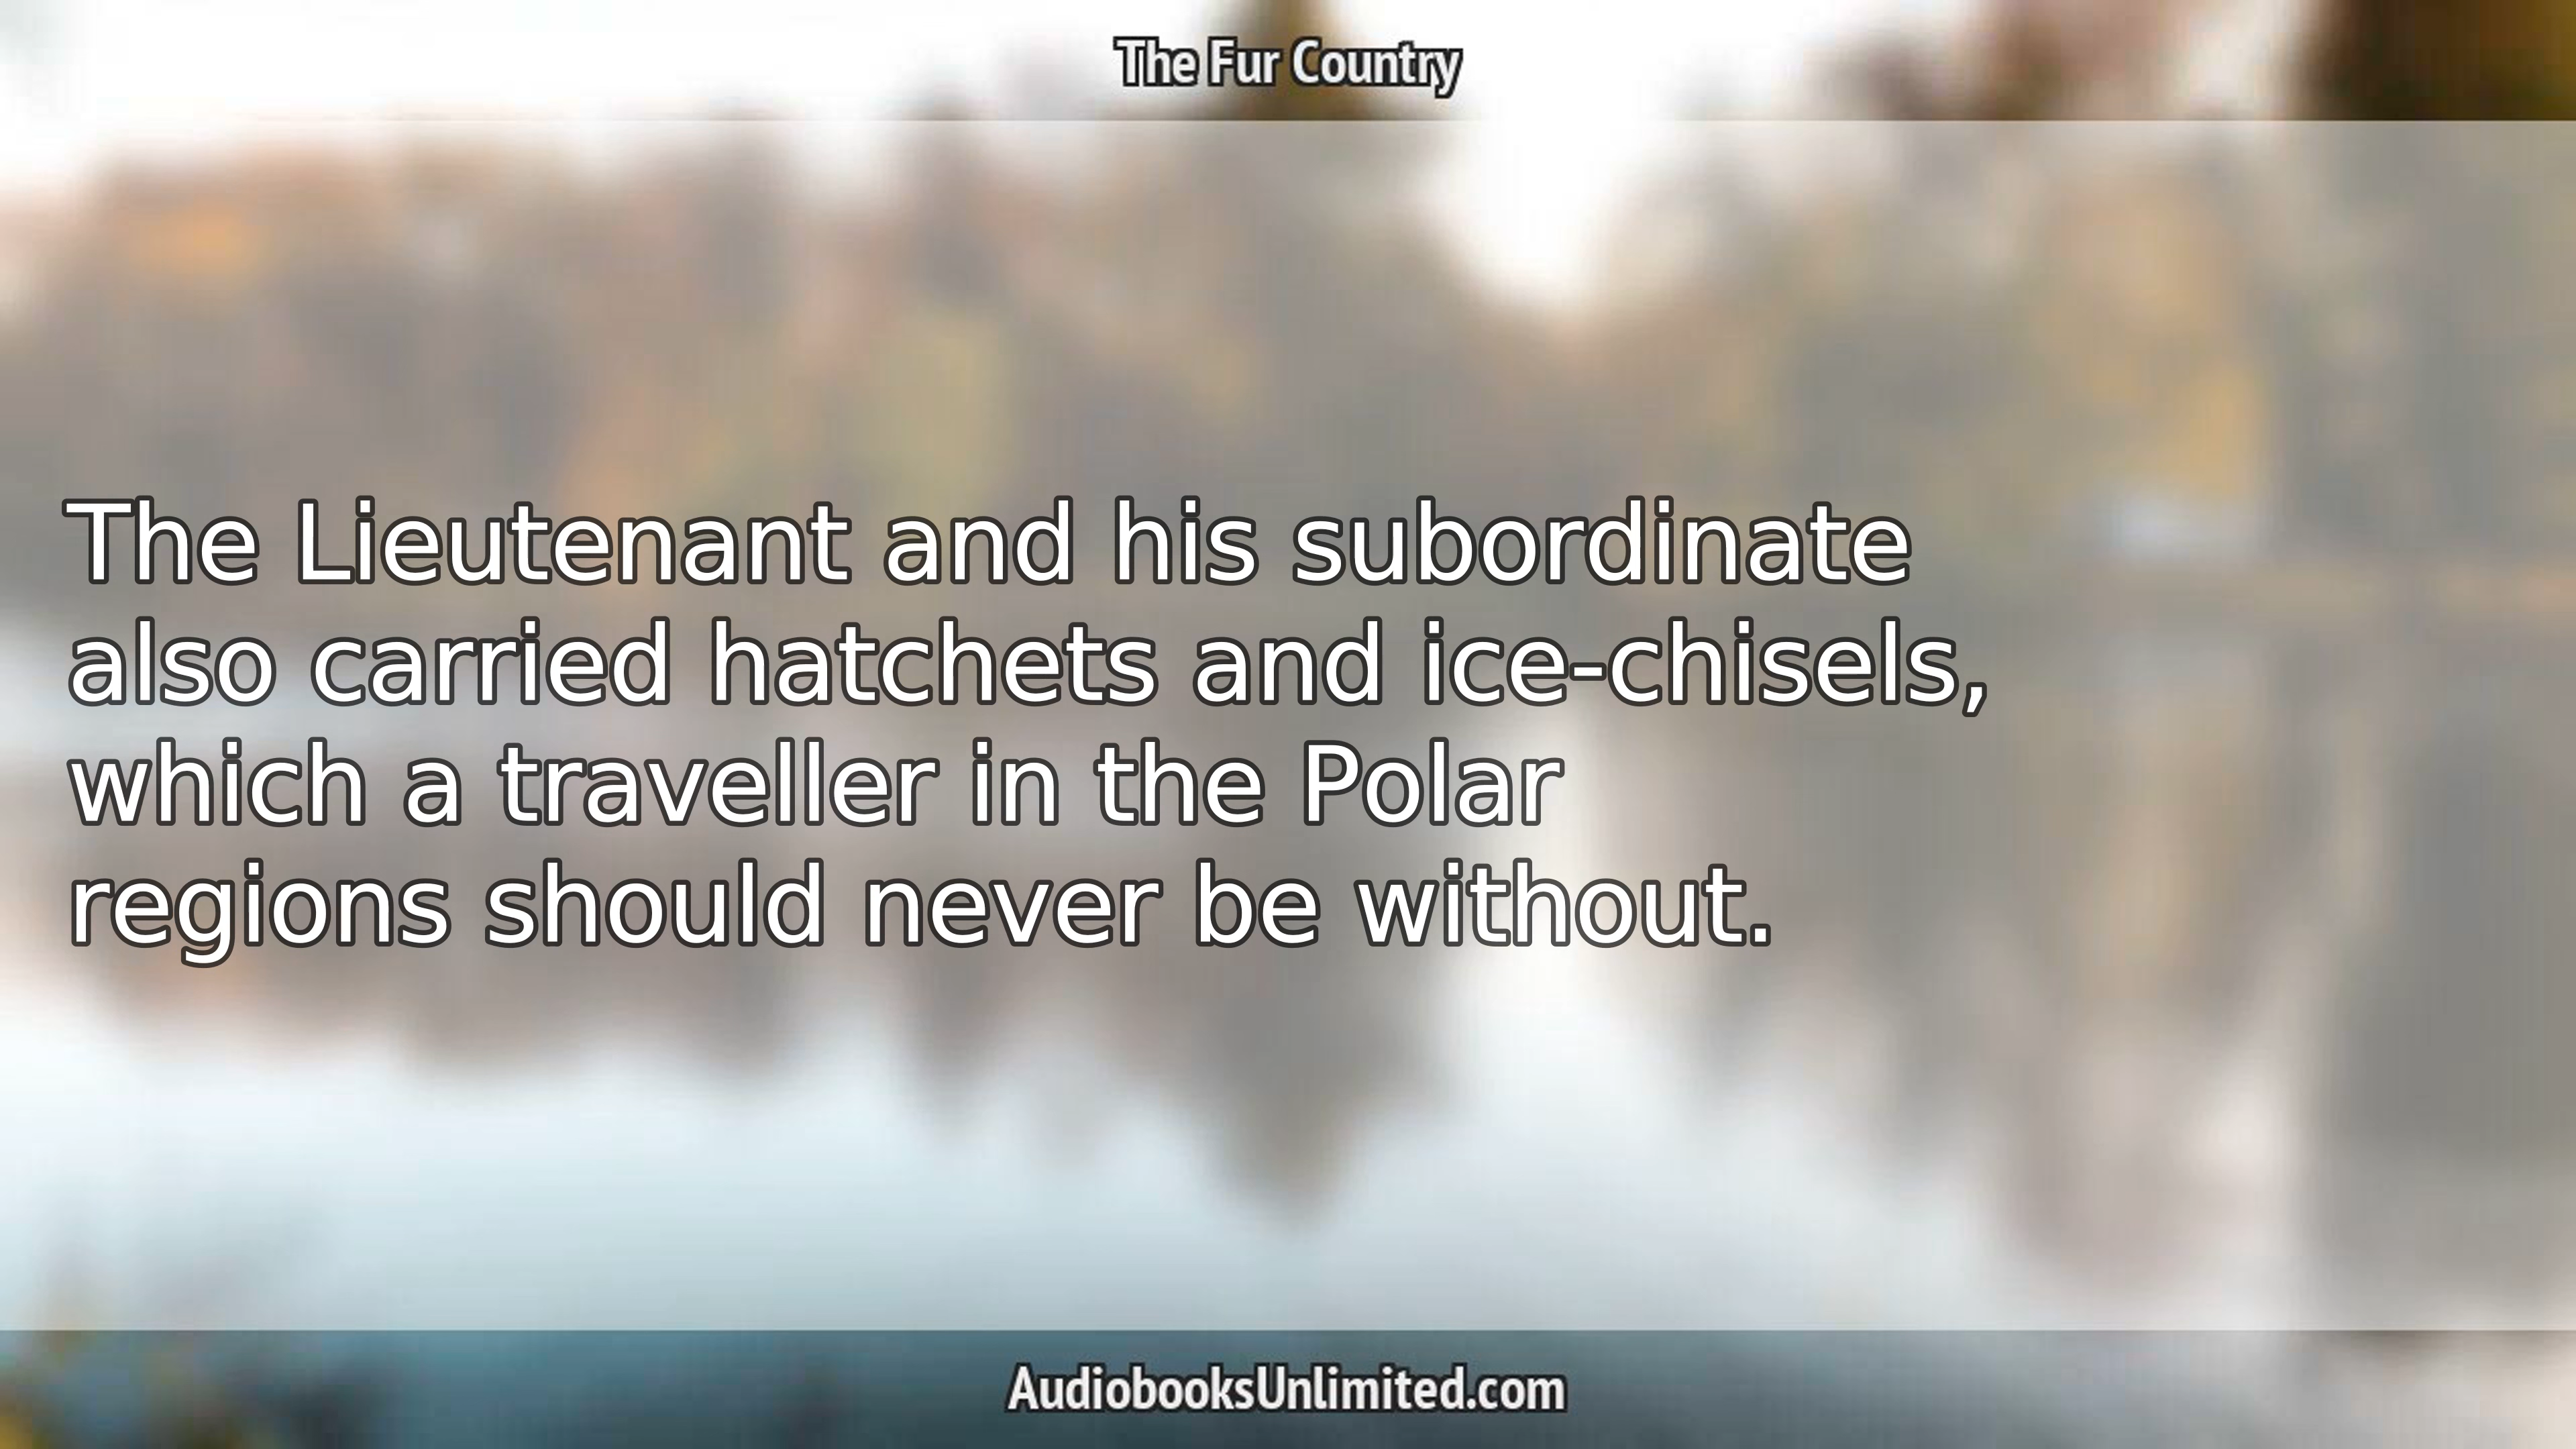 The Fur Country
The Lieutenant and his subordinate
also carried hatchets and ice-chisels,
which a traveller in the Polar
regions should never be without.
AudiobooksUnlimited.com